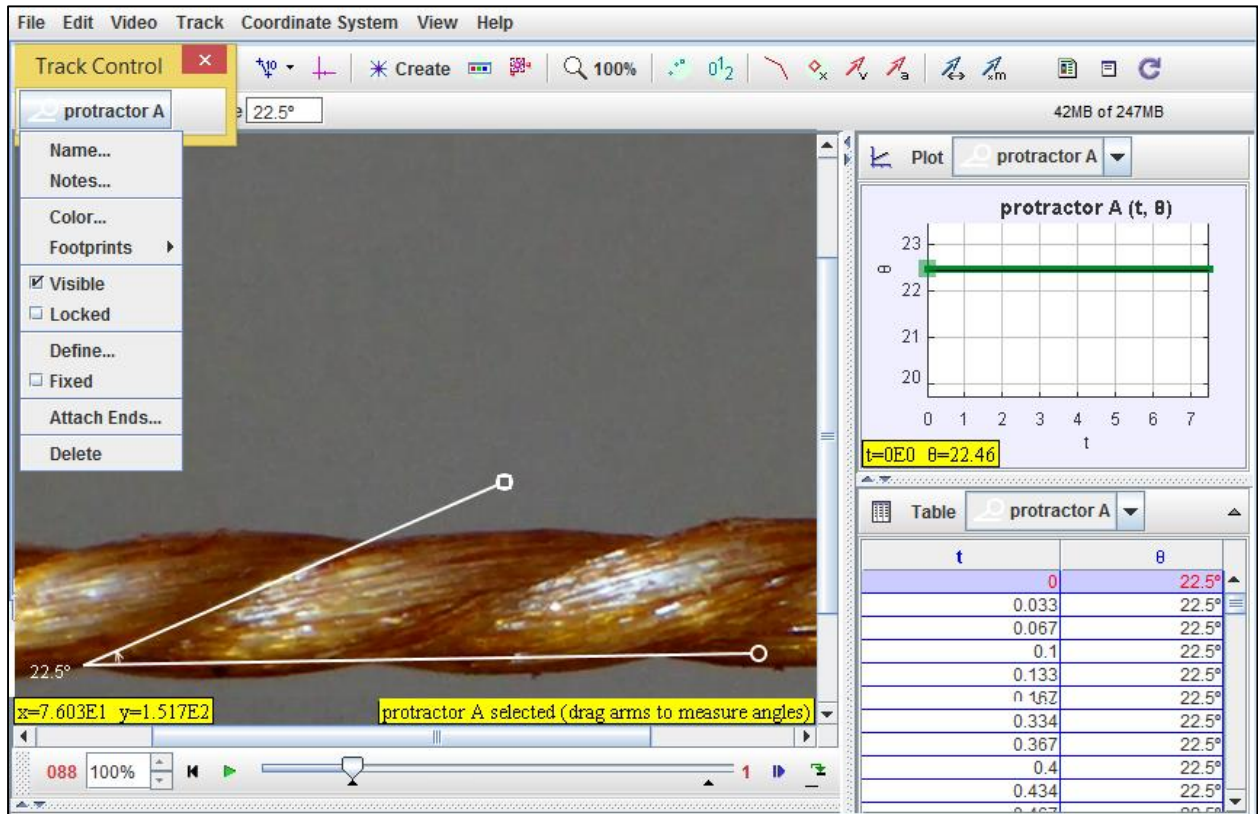 File Edit Video Track Coordinate System View Help
Track Control ×
Create 100%
protractor A
22.5°
42MB of 247MB
Name...
Notes...
Color...
Footprints
Visible
Locked
Define...
Fixed
Attach Ends...
Delete
22.5°
x=7.603E1 y=1.517E2
protractor A selected (drag arms to measure angles)
088 100% 1
Plot protractor A
protractor A (t, θ)
23
22
21
20
θ
0 1 2 3 4 5 6 7
t
t=0E0 θ=22.46
Table protractor A
t θ
0 22.5°
0.033 22.5°
0.067 22.5°
0.1 22.5°
0.133 22.5°
0.167 22.5°
0.334 22.5°
0.367 22.5°
0.4 22.5°
0.434 22.5°